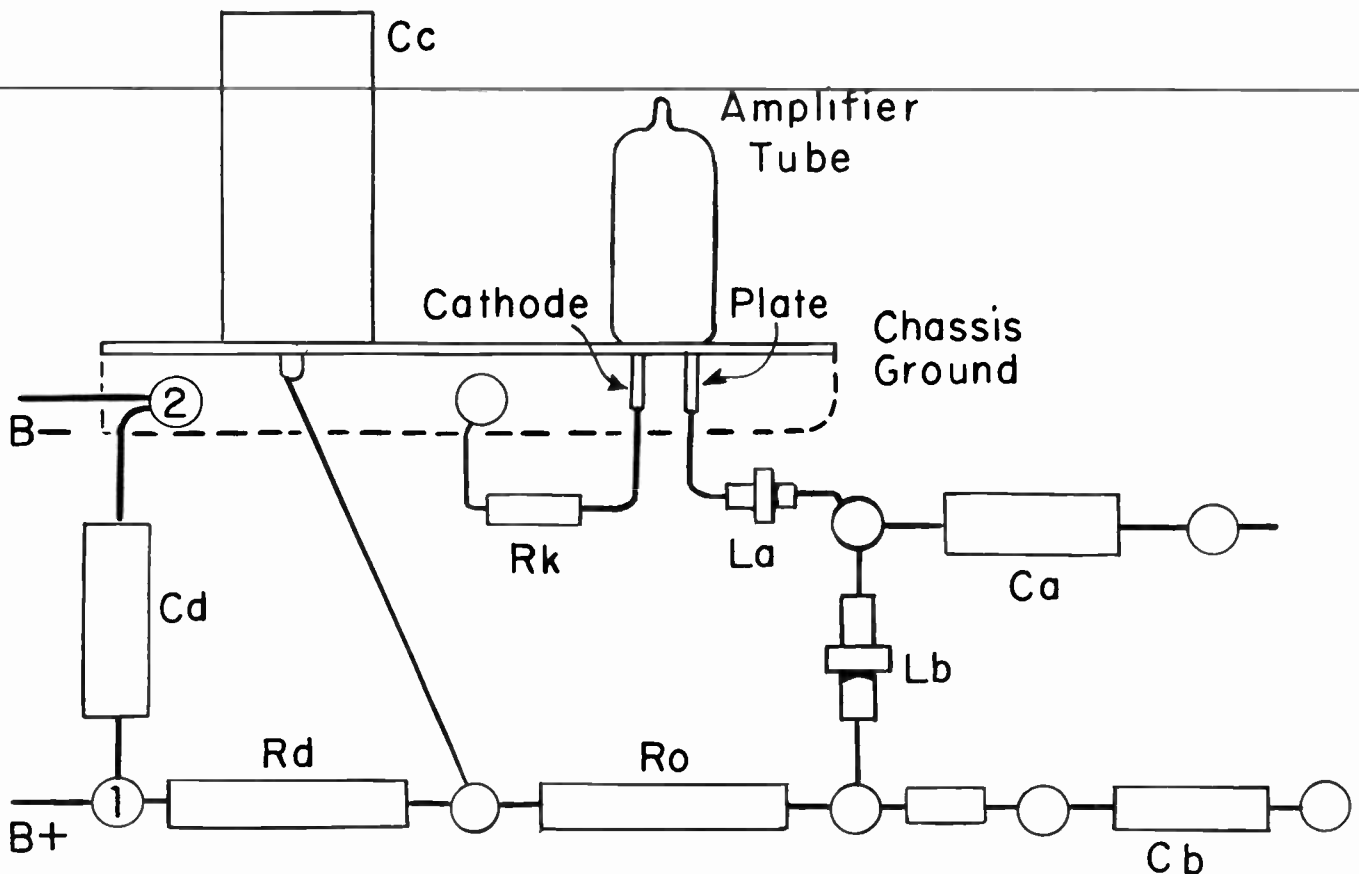 Cc
Amplifier
Tube
Cathode
Plate
Chassis
Ground
2
B-
Rk
La
Ca
Cd
Lb
Rd
Ro
1
B+
Cb